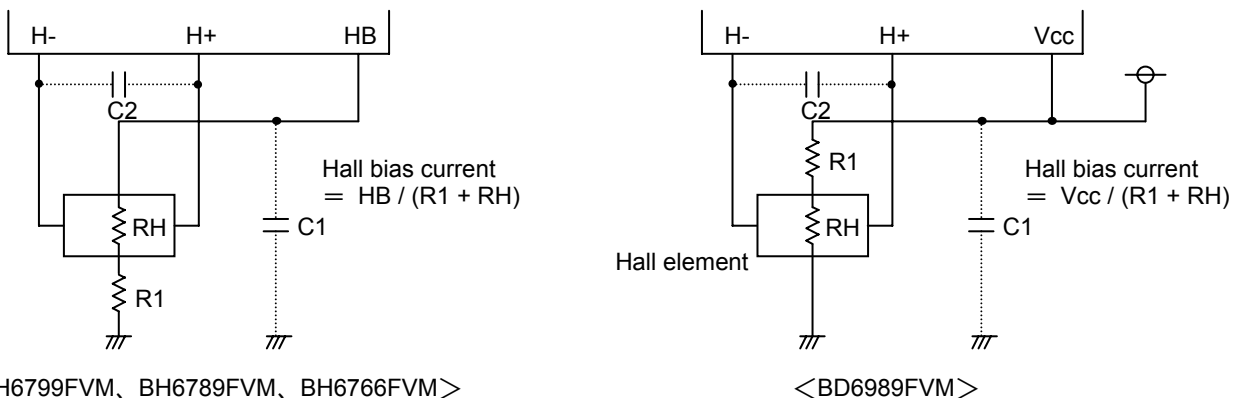 H-
H+
HB
C2
Hall bias current
＝ HB / (R1 + RH)
RH
C1
R1
H6799FVM、BH6789FVM、BH6766FVM＞
H-
H+
Vcc
C2
R1
Hall bias current
＝ Vcc / (R1 + RH)
RH
C1
Hall element
＜BD6989FVM＞